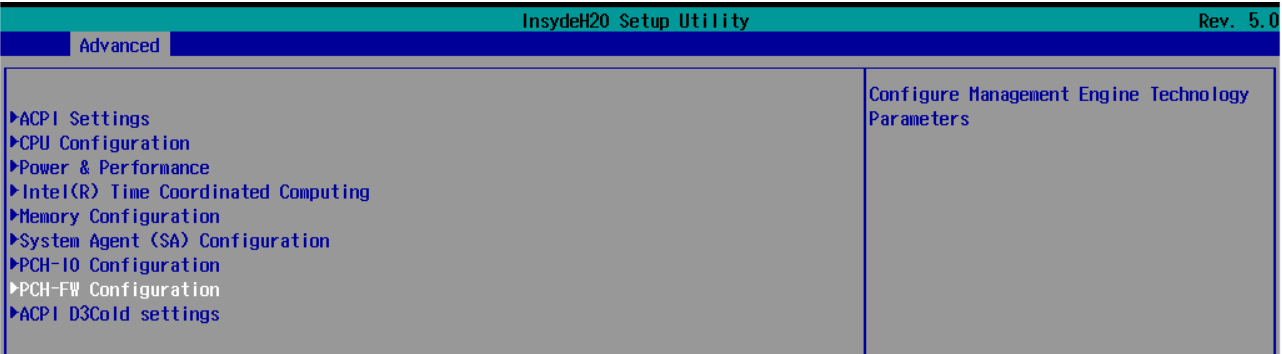 InsydeH20 Setup Utility Rev. 5.0
Advanced
ACPI Settings
CPU Configuration
Power & Performance
Intel(R) Time Coordinated Computing
Memory Configuration
System Agent (SA) Configuration
PCH-IO Configuration
PCH-FW Configuration
ACPI D3Cold settings
Configure Management Engine Technology
Parameters